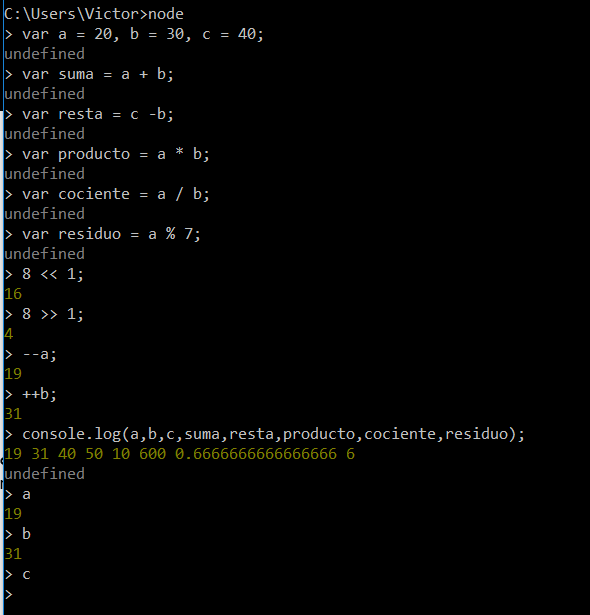 C:\Users\Victor>node
> var a = 20, b = 30, c = 40;
undefined
> var suma = a + b;
undefined
> var resta = c -b;
undefined
> var producto = a * b;
undefined
> var cociente = a / b;
undefined
> var residuo = a % 7;
undefined
> 8 << 1;
16
> 8 >> 1;
4
> --a;
19
> ++b;
31
> console.log(a,b,c,suma,resta,producto,cociente,residuo);
19 31 40 50 10 600 0.6666666666666666 6
undefined
> a
19
> b
31
> c
>